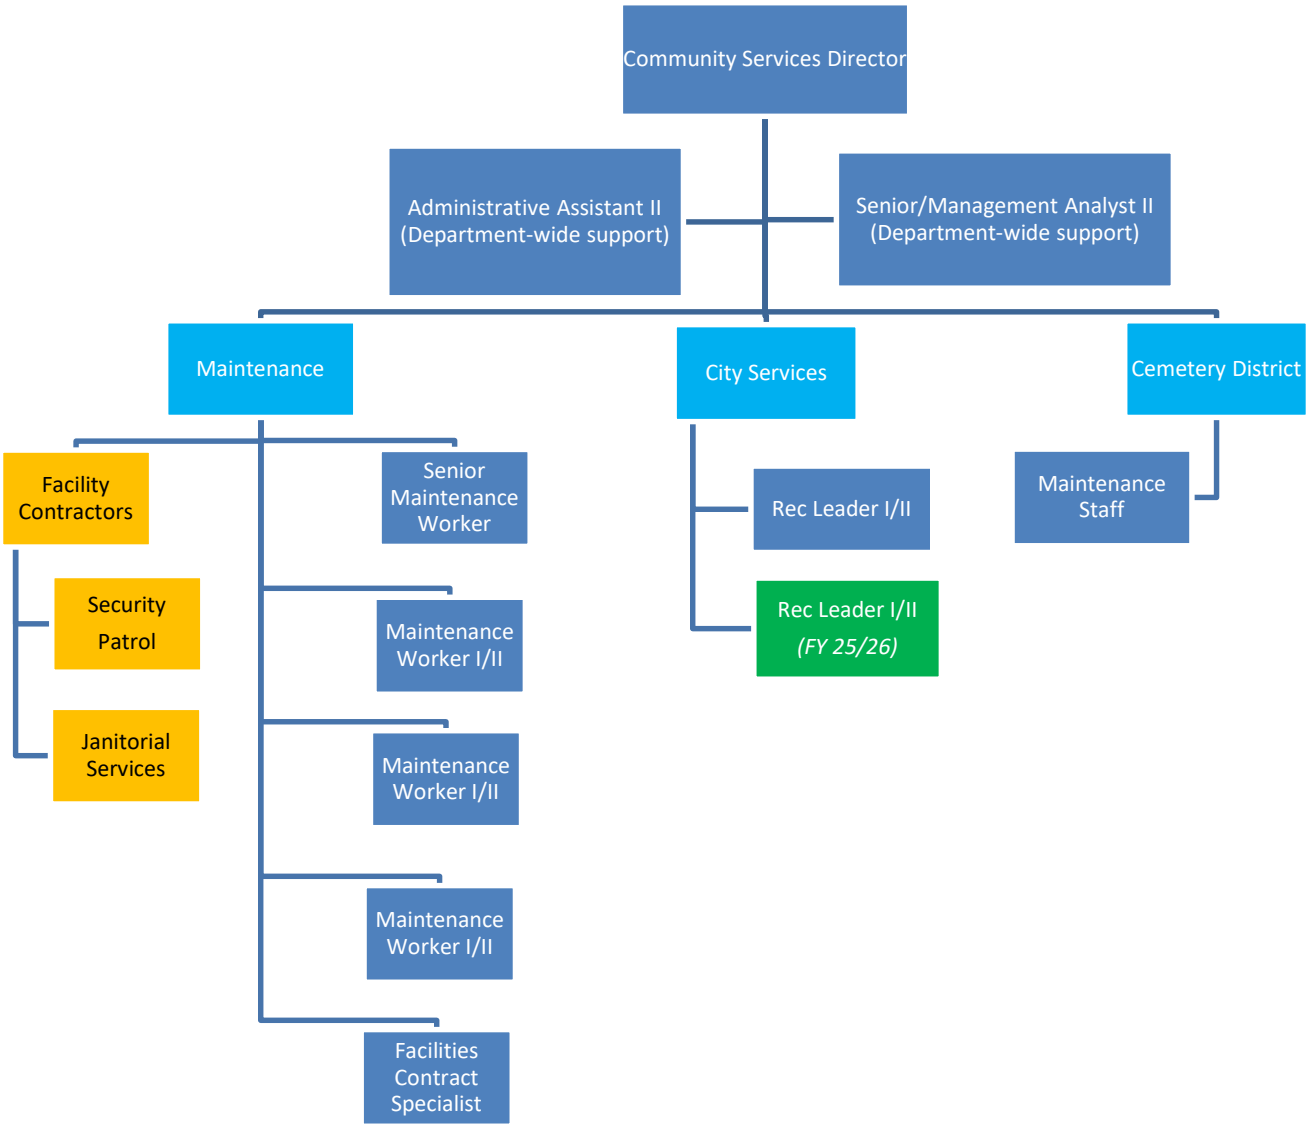 Community Services Director
Administrative Assistant II
(Department-wide support)
Senior/Management Analyst II
(Department-wide support)
Maintenance
City Services
Cemetery District
Facility
Contractors
Security
Patrol
Janitorial
Services
Senior
Maintenance
Worker
Maintenance
Worker I/II
Maintenance
Worker I/II
Maintenance
Worker I/II
Facilities
Contract
Specialist
Rec Leader I/II
Rec Leader I/II
(FY 25/26)
Maintenance
Staff